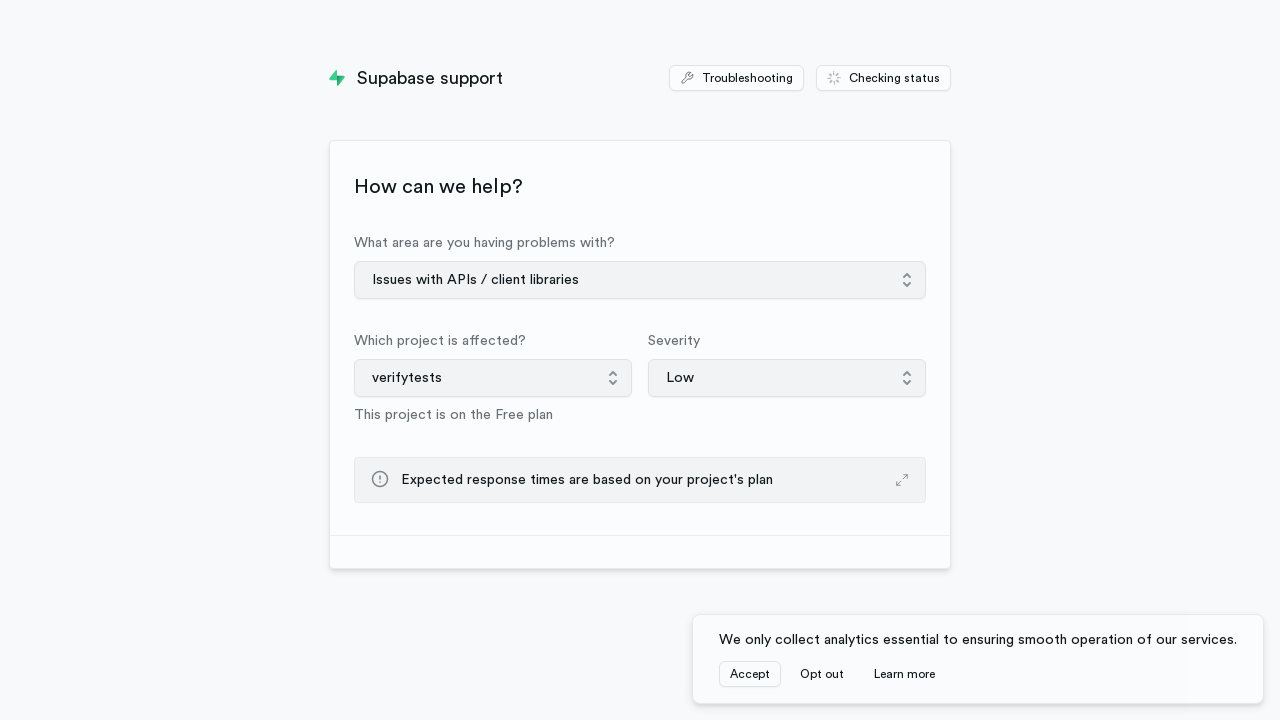 Supabase support
Troubleshooting
Checking status
How can we help?
What area are you having problems with?
Issues with APIs / client libraries
Which project is affected?
Severity
verifytests
Low
This project is on the Free plan
Expected response times are based on your project's plan
We only collect analytics essential to ensuring smooth operation of our services.
Accept
Opt out
Learn more